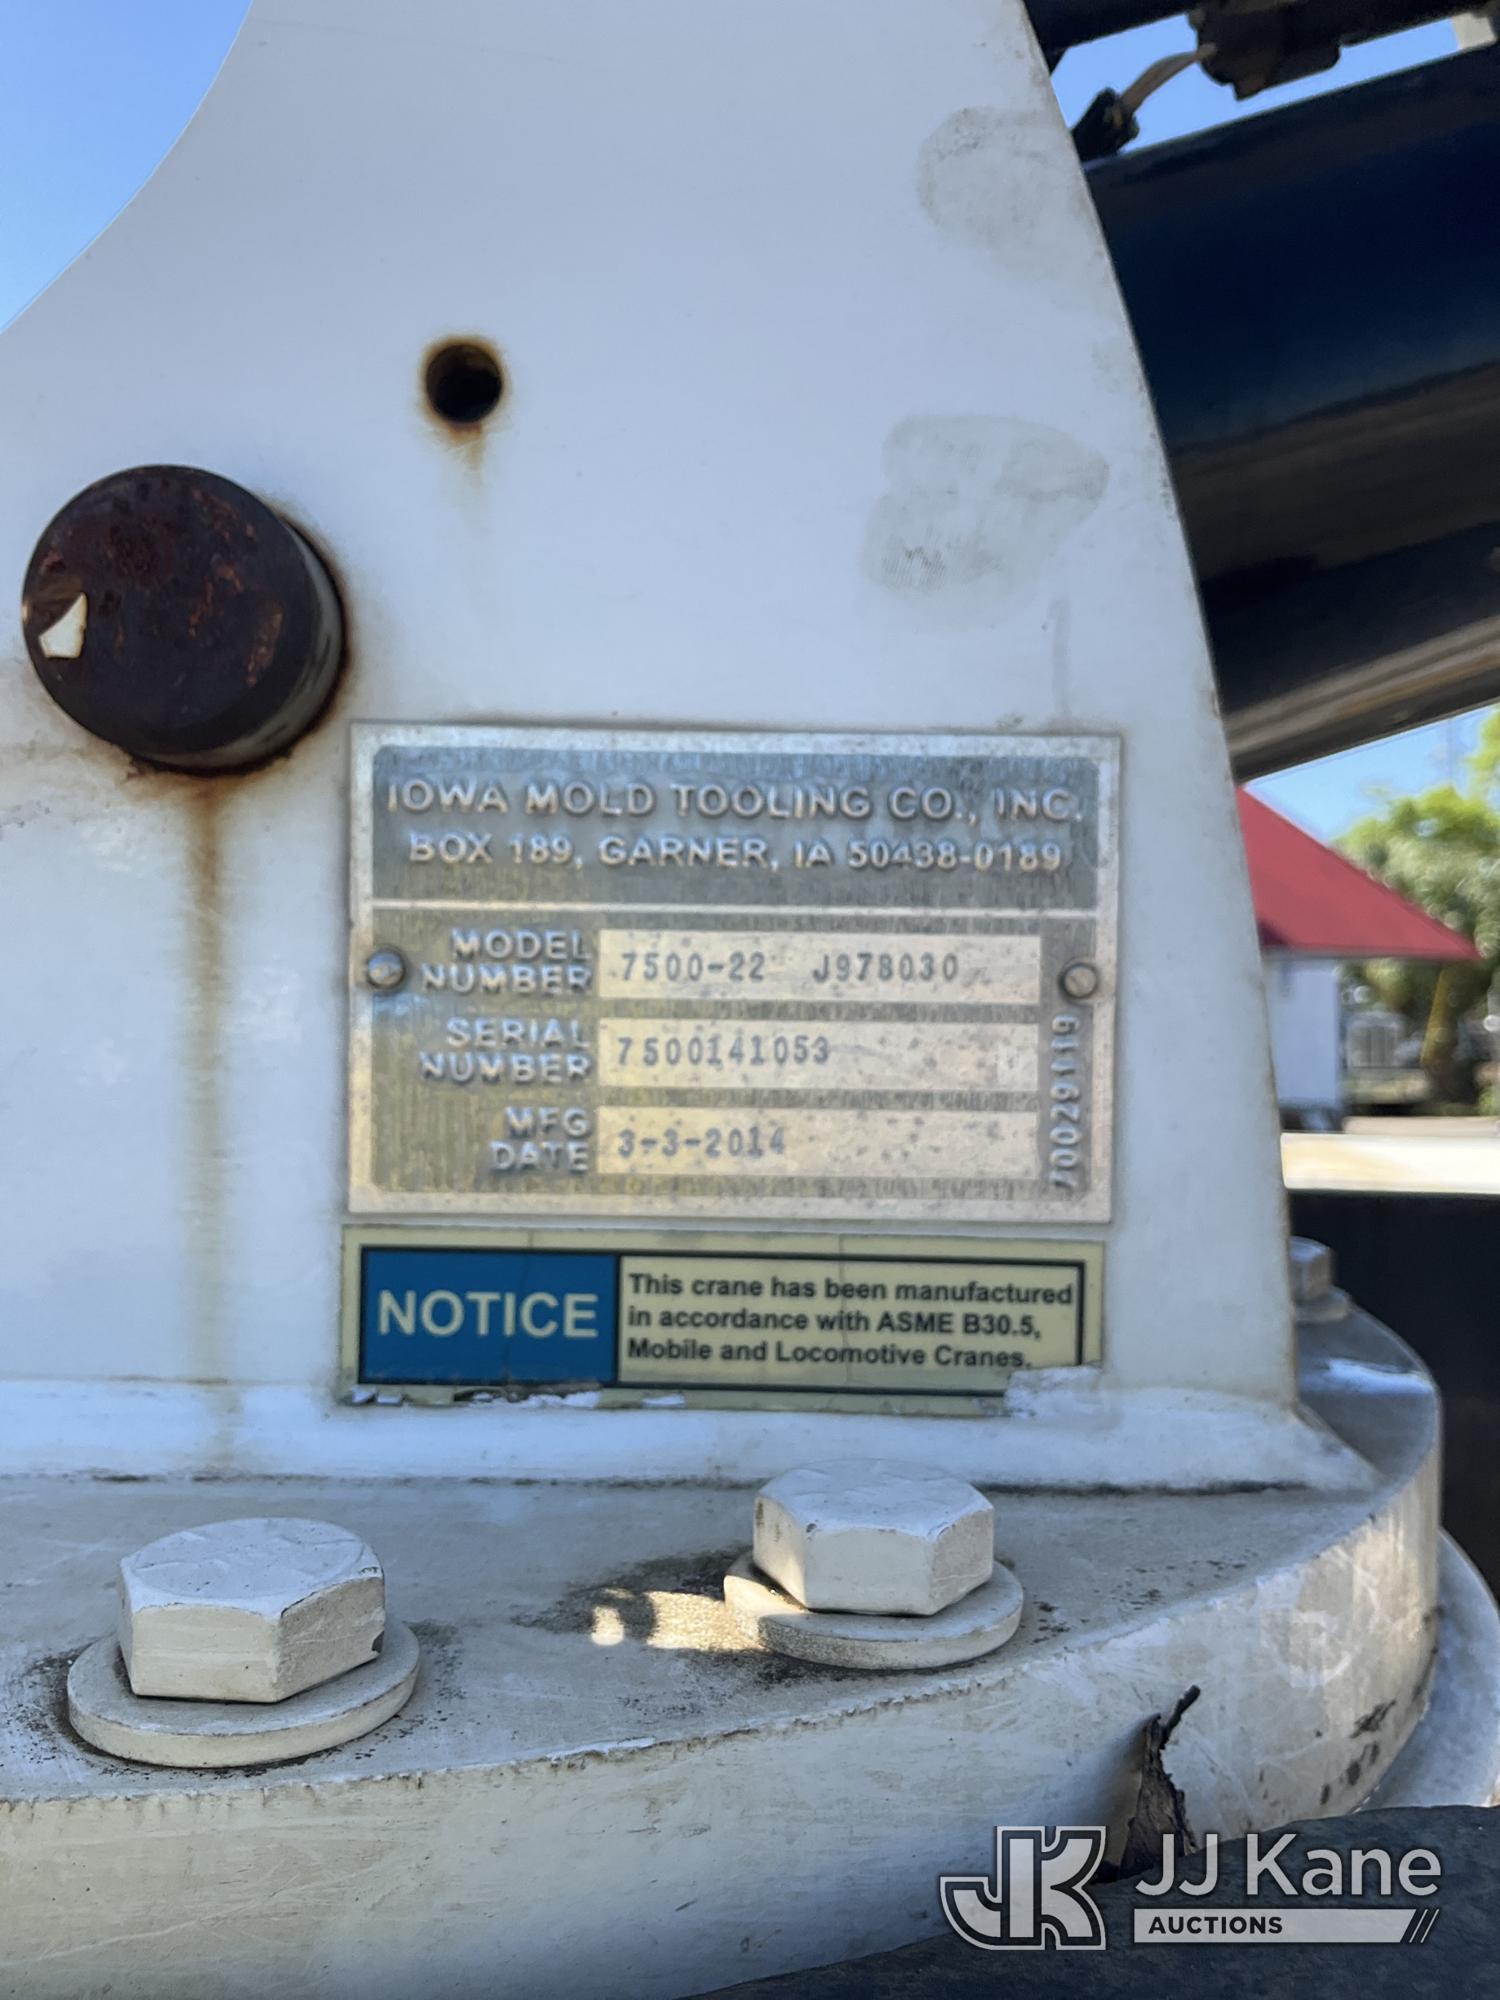 IOWA MOLD TOOLING CO., INC.
BOX 189, GARNER, IA 50438-0189
MODEL NUMBER 7500-22 J978030
SERIAL NUMBER 7500141053
MFG DATE 3-3-2014
70029119
NOTICE
This crane has been manufactured
in accordance with ASME B30.5,
Mobile and Locomotive Cranes.
JK JJ Kane
AUCTIONS